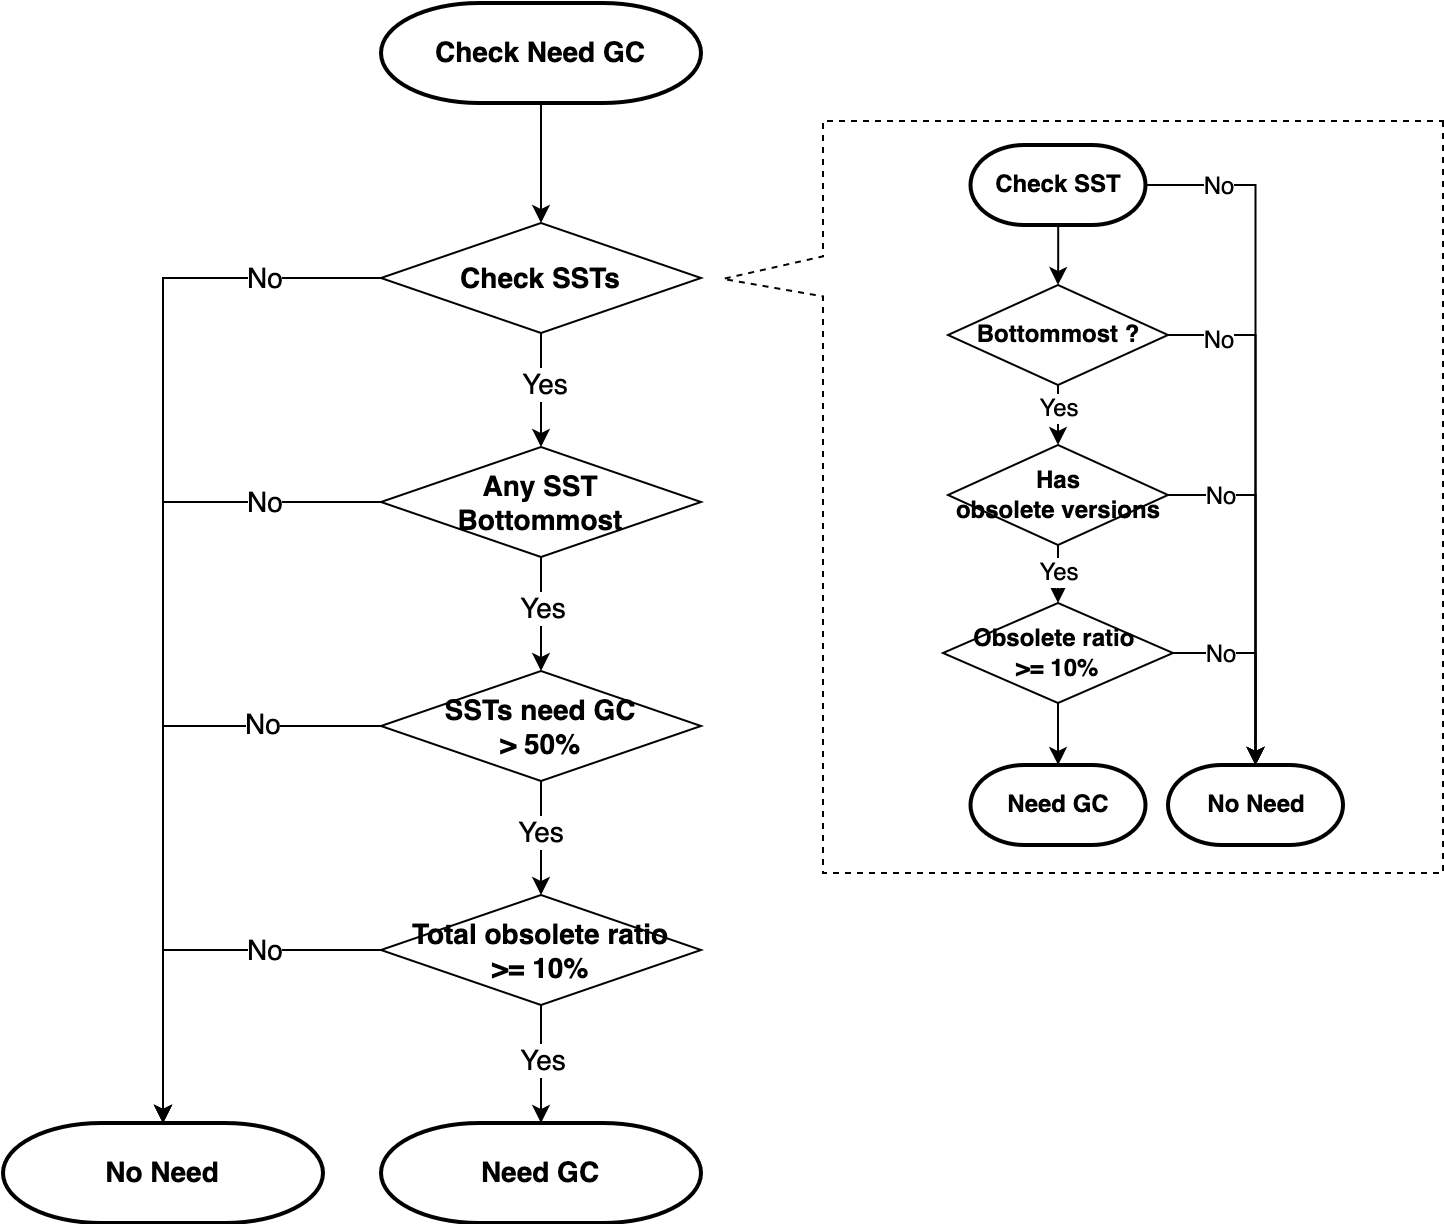 Check Need GC
Check SSTs
No
Yes
Any SST
Bottommost
No
Yes
SSTs need GC
> 50%
No
Yes
Total obsolete ratio
>= 10%
No
Yes
No Need
Need GC
Check SST
No
Bottommost ?
No
Yes
Has
obsolete versions
No
Yes
Obsolete ratio
>= 10%
No
Need GC
No Need